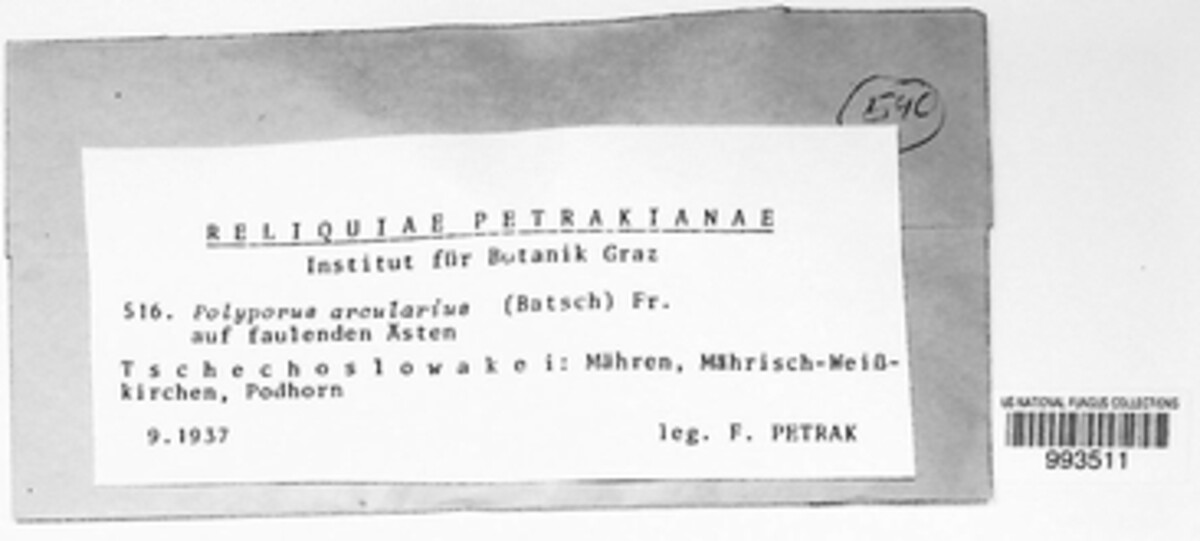 540
RELIQUIAE PETRAKIANAE
Institut für Botanik Graz
516. Polyporus arcularius (Batsch) Fr.
auf faulenden Ästen
Tschechoslowakei: Mähren, Mährisch-Weiß-
kirchen, Podhorn
9.1937 leg. F. PETRAK
US NATIONAL FUNGUS COLLECTIONS
993511